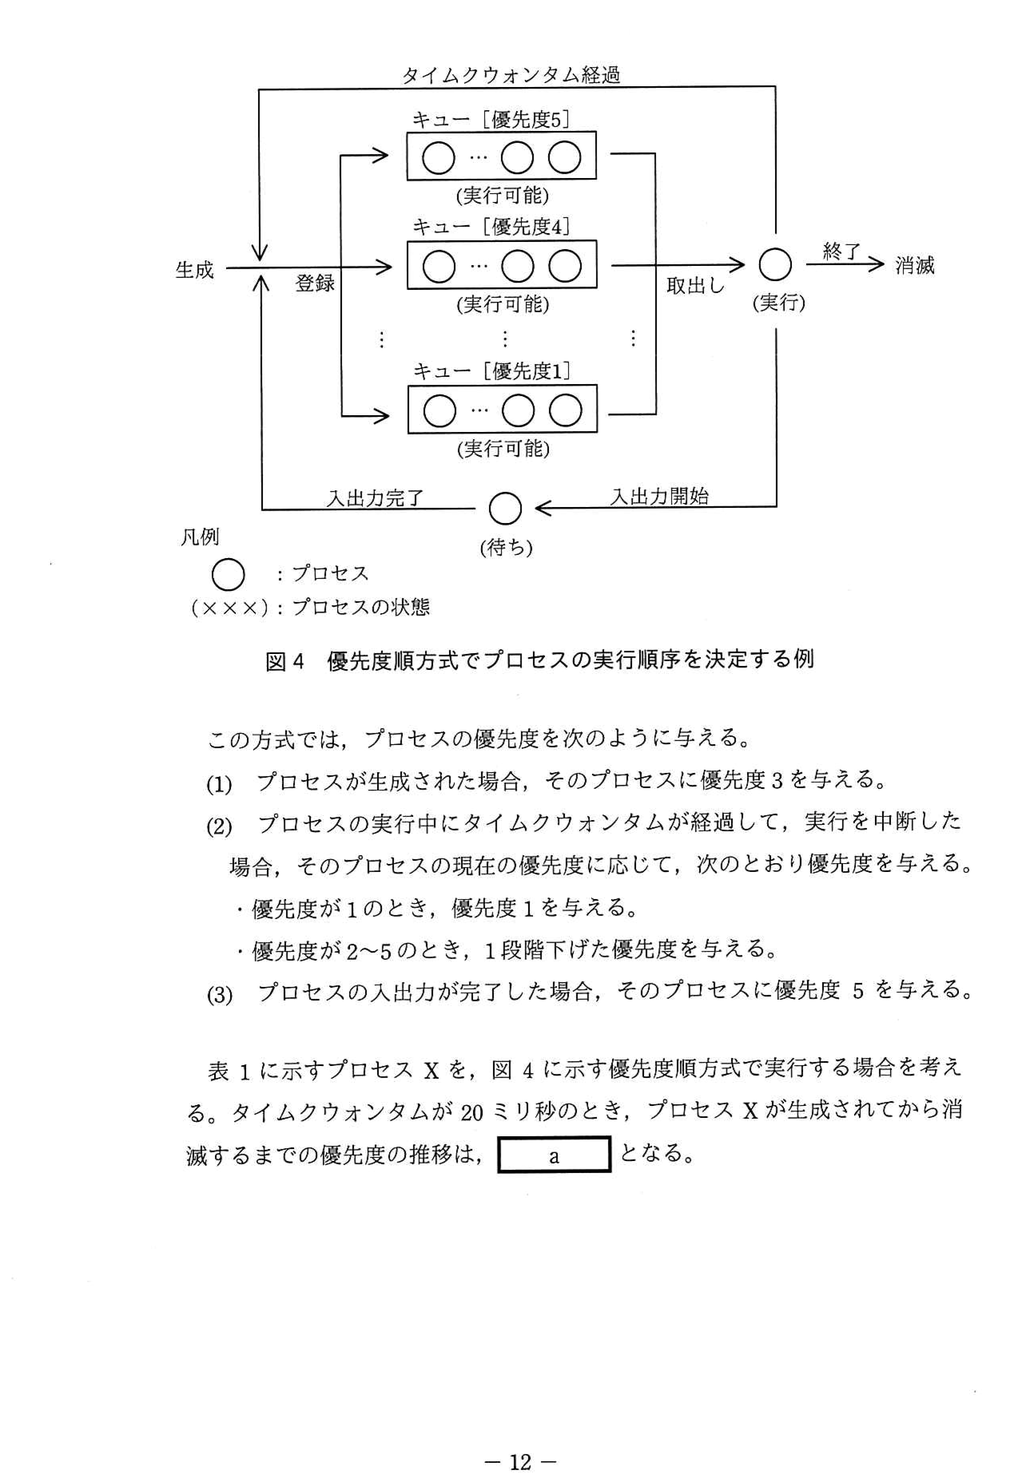 タイムクウォンタム経過
キュー［優先度5］
…
(実行可能)
キュー［優先度4］
…
(実行可能)
生成
登録
取出し
(実行)
終了
消滅
⋮ ⋮ ⋮
キュー［優先度1］
…
(実行可能)
入出力完了
入出力開始
(待ち)
凡例
：プロセス
(×××)：プロセスの状態
図4 優先度順方式でプロセスの実行順序を決定する例
この方式では，プロセスの優先度を次のように与える。
(1) プロセスが生成された場合，そのプロセスに優先度3を与える。
(2) プロセスの実行中にタイムクウォンタムが経過して，実行を中断した
場合，そのプロセスの現在の優先度に応じて，次のとおり優先度を与える。
・優先度が1のとき，優先度1を与える。
・優先度が2～5のとき，1段階下げた優先度を与える。
(3) プロセスの入出力が完了した場合，そのプロセスに優先度 5 を与える。
表 1 に示すプロセス X を，図 4 に示す優先度順方式で実行する場合を考え
る。タイムクウォンタムが 20 ミリ秒のとき，プロセス X が生成されてから消
滅するまでの優先度の推移は， a となる。
－ 12 －